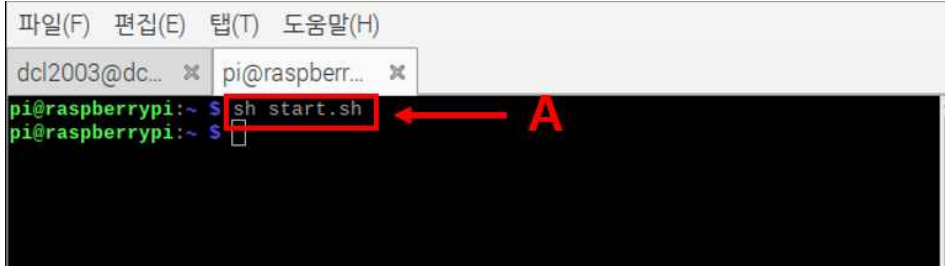 파일(F) 편집(E) 탭(T) 도움말(H)
dcl2003@dc... × pi@raspberr... ×
pi@raspberrypi:~ $ sh start.sh
A
pi@raspberrypi:~ $